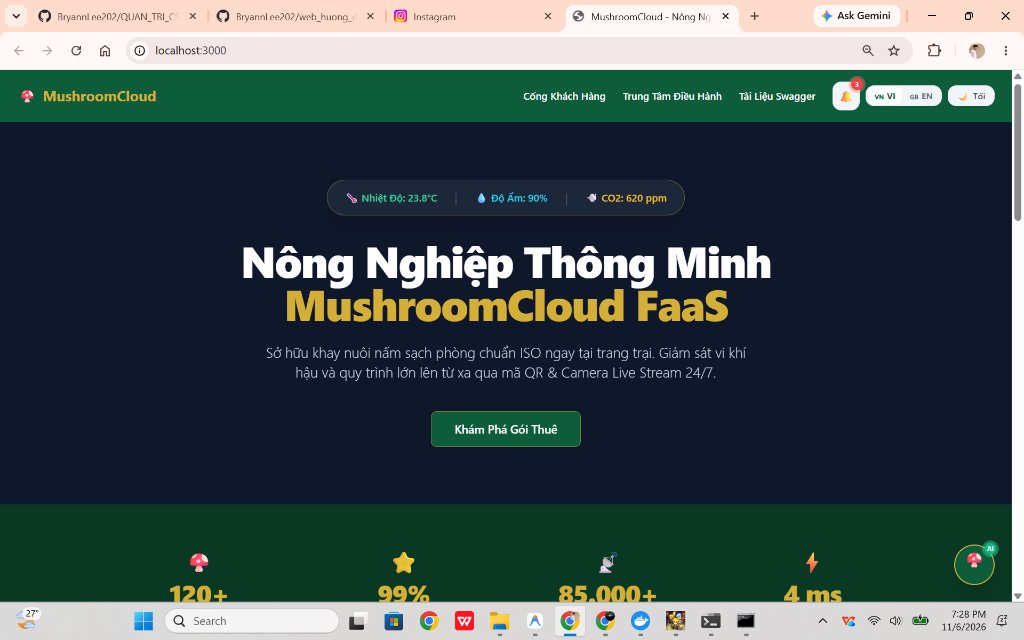 BryannLee202/QUAN_TRI_CS
BryannLee202/web_huong_d
Instagram
MushroomCloud - Nông Ng
Ask Gemini
localhost:3000
MushroomCloud
Cổng Khách Hàng
Trung Tâm Điều Hành
Tài Liệu Swagger
3
VN VI
GB EN
Tối
Nhiệt Độ: 23.8°C | Độ Ẩm: 90% | CO2: 620 ppm
Nông Nghiệp Thông Minh
MushroomCloud FaaS
Sở hữu khay nuôi nấm sạch phòng chuẩn ISO ngay tại trang trại. Giám sát vi khí
hậu và quy trình lớn lên từ xa qua mã QR & Camera Live Stream 24/7.
Khám Phá Gói Thuê
AI
120+
99%
85,000+
4 ms
27°
Search
7:28 PM
11/6/2026